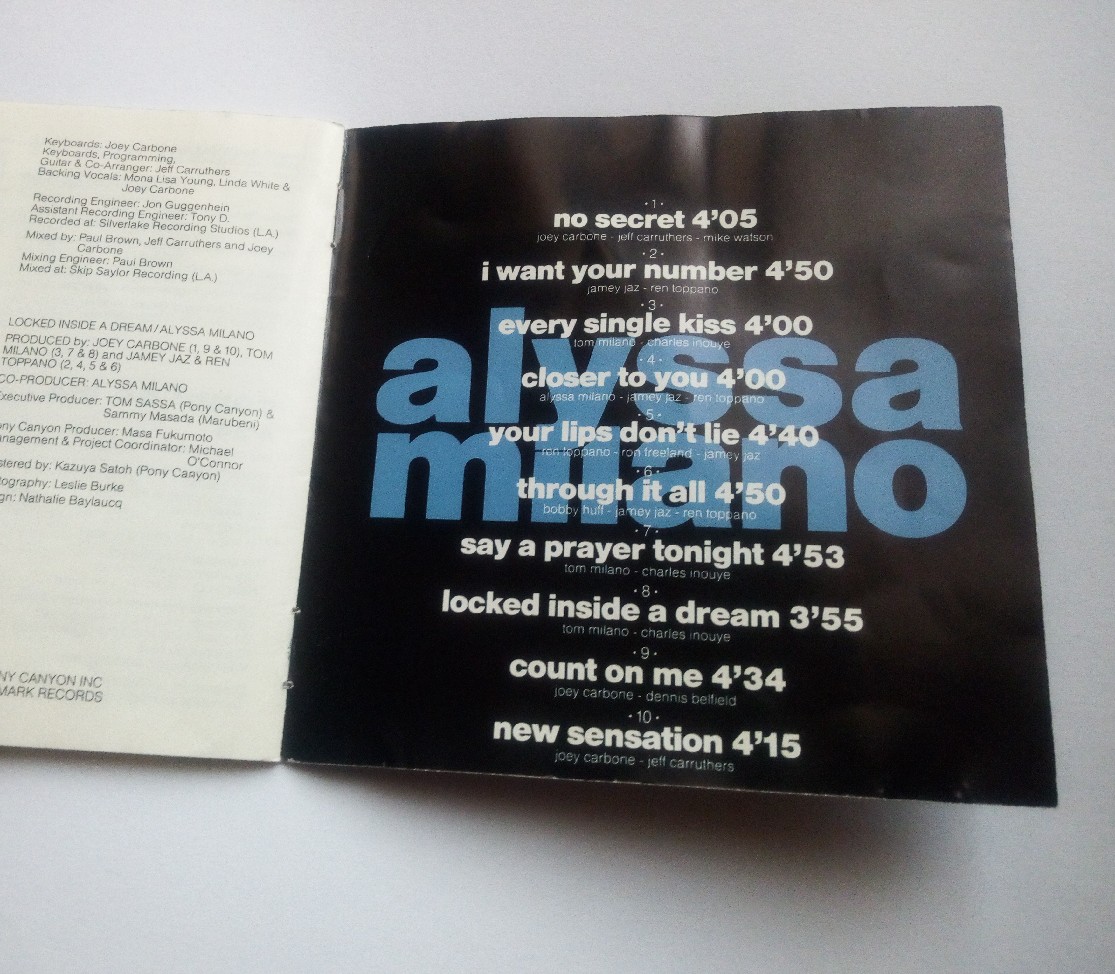 Keyboards: Joey Carbone
Keyboards, Programming,
Guitar & Co-Arranger: Jeff Carruthers
Backing Vocals: Mona Lisa Young, Linda White &
Joey Carbone
Recording Engineer: Jon Guggenhein
Assistant Recording Engineer: Tony D.
Recorded at: Silverlake Recording Studios (L.A.)
Mixed by: Paul Brown, Jeff Carruthers and Joey
Carbone
Mixing Engineer: Paul Brown
Mixed at: Skip Saylor Recording (L.A.)
LOCKED INSIDE A DREAM / ALYSSA MILANO
PRODUCED by: JOEY CARBONE (1, 9 & 10), TOM
MILANO (3, 7 & 8) and JAMEY JAZ & REN
TOPPANO (2, 4, 5 & 6)
CO-PRODUCER: ALYSSA MILANO
xecutive Producer: TOM SASSA (Pony Canyon) &
Sammy Masada (Marubeni)
ny Canyon Producer: Masa Fukumoto
nagement & Project Coordinator: Michael
O'Connor
stered by: Kazuya Satoh (Pony Canyon)
tography: Leslie Burke
gn: Nathalie Baylaucq
NY CANYON INC
MARK RECORDS
alyssa
milano
·1·
no secret 4'05
joey carbone - jeff carruthers - mike watson
·2·
i want your number 4'50
jamey jaz - ren toppano
·3·
every single kiss 4'00
tom milano - charles inouye
·4·
closer to you 4'00
alyssa milano - jamey jaz - ren toppano
·5·
your lips don't lie 4'40
ren toppano - ron freeland - jamey jaz
·6·
through it all 4'50
bobby huff - jamey jaz - ren toppano
·7·
say a prayer tonight 4'53
tom milano - charles inouye
·8·
locked inside a dream 3'55
tom milano - charles inouye
·9·
count on me 4'34
joey carbone - dennis belfield
·10·
new sensation 4'15
joey carbone - jeff carruthers